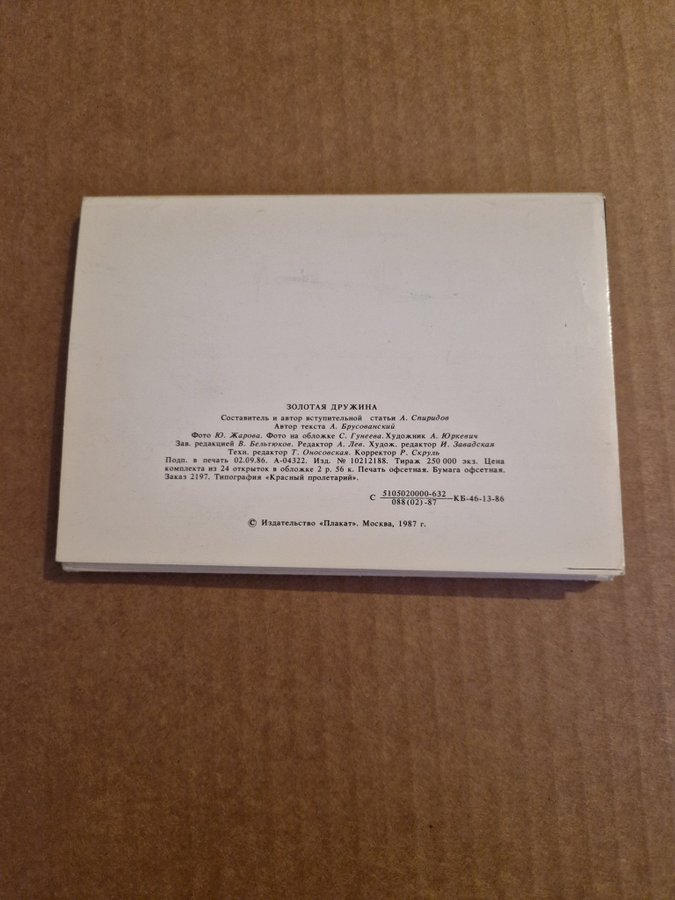 ЗОЛОТАЯ ДРУЖИНА
Составитель и автор вступительной статьи А. Спиридов
Автор текста А. Брусованский
Фото Ю. Жарова. Фото на обложке С. Гунеева. Художник А. Юркевич
Зав. редакцией В. Бельтюков. Редактор А. Лев. Худож. редактор И. Завадская
Техн. редактор Т. Оносовская. Корректор Р. Скруль
Подп. в печать 02.09.86. А-04322. Изд. № 10212188. Тираж 250 000 экз. Цена
комплекта из 24 открыток в обложке 2 р. 56 к. Печать офсетная. Бумага офсетная.
Заказ 2197. Типография «Красный пролетарий».
С 5105020000-632
088(02)-87 —КБ-46-13-86
© Издательство «Плакат». Москва, 1987 г.